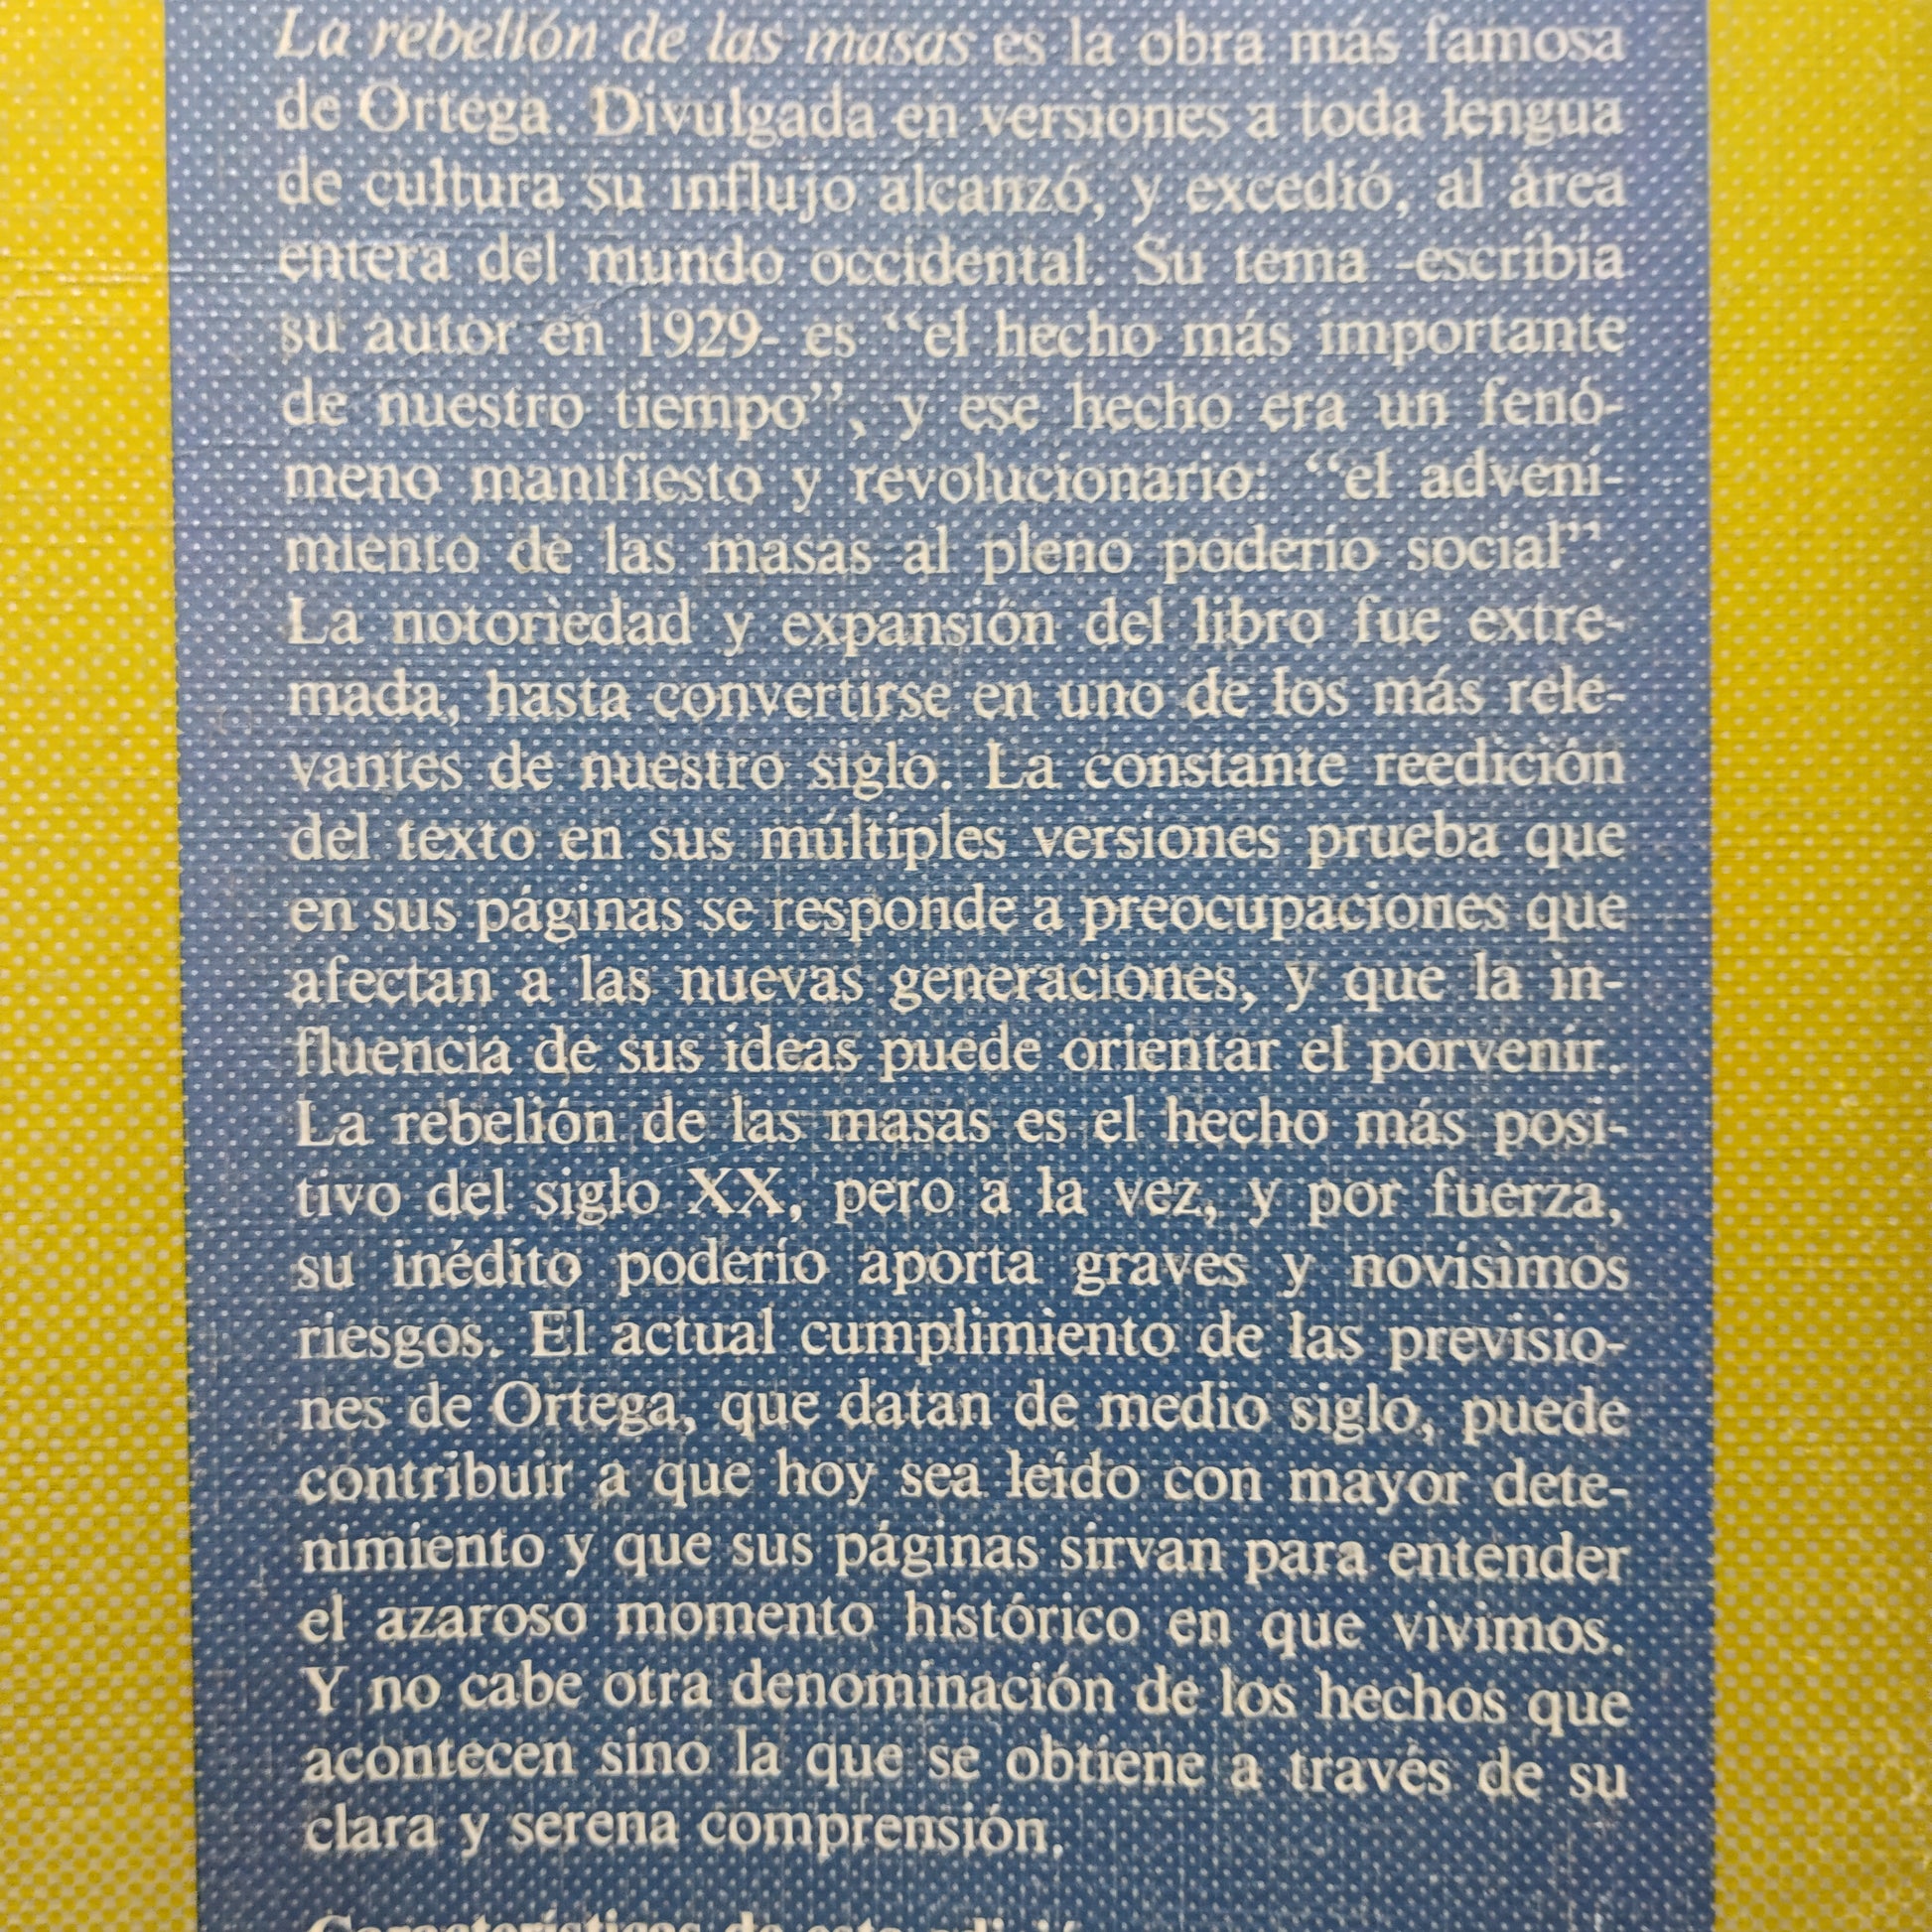 La rebelión de las masas es la obra más famosa
de Ortega. Divulgada en versiones a toda lengua
de cultura su influjo alcanzó, y excedió, al área
entera del mundo occidental. Su tema -escribía
su autor en 1929- es “el hecho más importante
de nuestro tiempo”, y ese hecho era un fenó-
meno manifiesto y revolucionario: “el adveni-
miento de las masas al pleno poderío social”.
La notoriedad y expansión del libro fue extre-
mada, hasta convertirse en uno de los más rele-
vantes de nuestro siglo. La constante reedición
del texto en sus múltiples versiones prueba que
en sus páginas se responde a preocupaciones que
afectan a las nuevas generaciones, y que la in-
fluencia de sus ideas puede orientar el porvenir.
La rebelión de las masas es el hecho más posi-
tivo del siglo XX, pero a la vez, y por fuerza,
su inédito poderío aporta graves y novísimos
riesgos. El actual cumplimiento de las previsio-
nes de Ortega, que datan de medio siglo, puede
contribuir a que hoy sea leído con mayor dete-
nimiento y que sus páginas sirvan para entender
el azaroso momento histórico en que vivimos.
Y no cabe otra denominación de los hechos que
acontecen sino la que se obtiene a través de su
clara y serena comprensión.
Características de esta